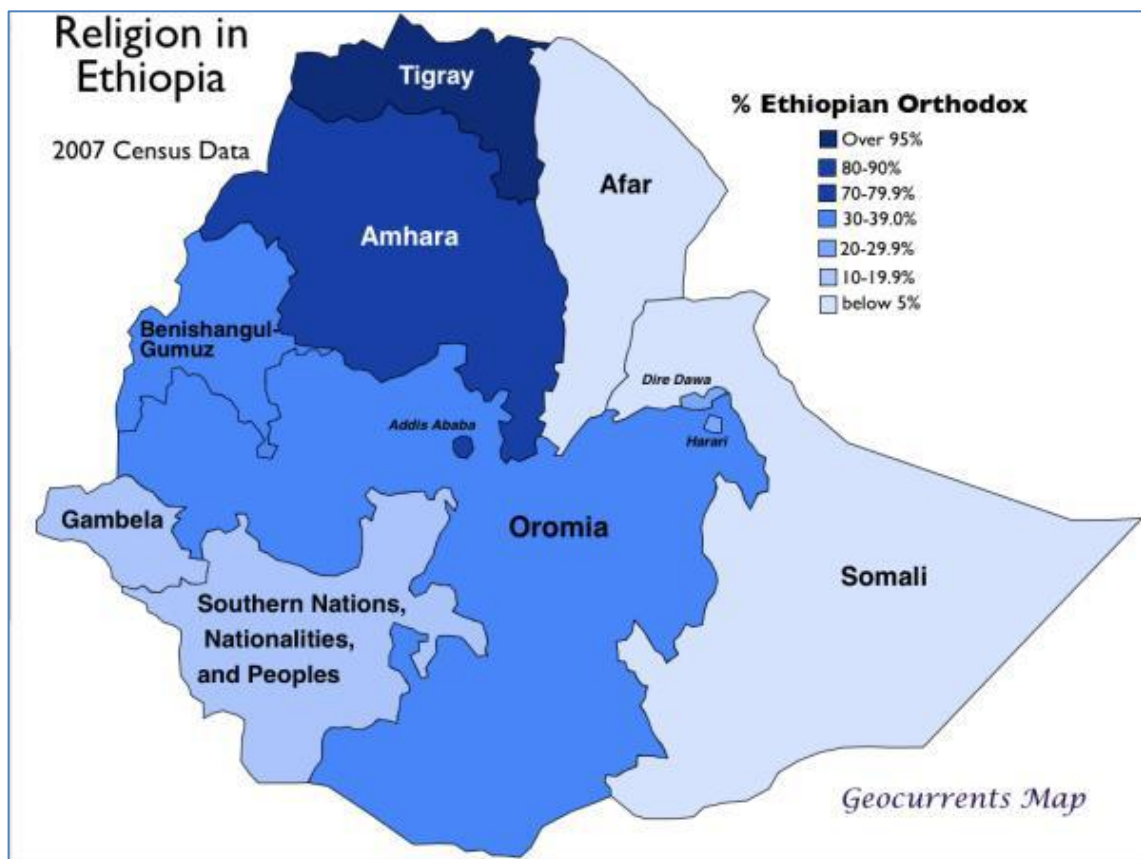 Religion in
Ethiopia
2007 Census Data
% Ethiopian Orthodox
Over 95%
80-90%
70-79.9%
30-39.0%
20-29.9%
10-19.9%
below 5%
Tigray
Afar
Amhara
Benishangul-
Gumuz
Dire Dawa
Addis Ababa
Harari
Gambela
Oromia
Somali
Southern Nations,
Nationalities,
and Peoples
Geocurrents Map